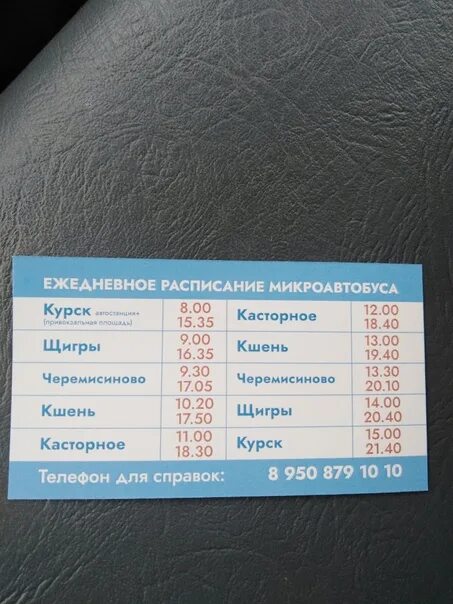 ЕЖЕДНЕВНОЕ РАСПИСАНИЕ МИКРОАВТОБУСА
Курск автостанция+ 8.00
(привокзальная площадь) 15.35
Щигры 9.00
16.35
Черемисиново 9.30
17.05
Кшень 10.20
17.50
Касторное 11.00
18.30
Касторное 12.00
18.40
Кшень 13.00
19.40
Черемисиново 13.30
20.10
Щигры 14.00
20.40
Курск 15.00
21.40
Телефон для справок: 8 950 879 10 10